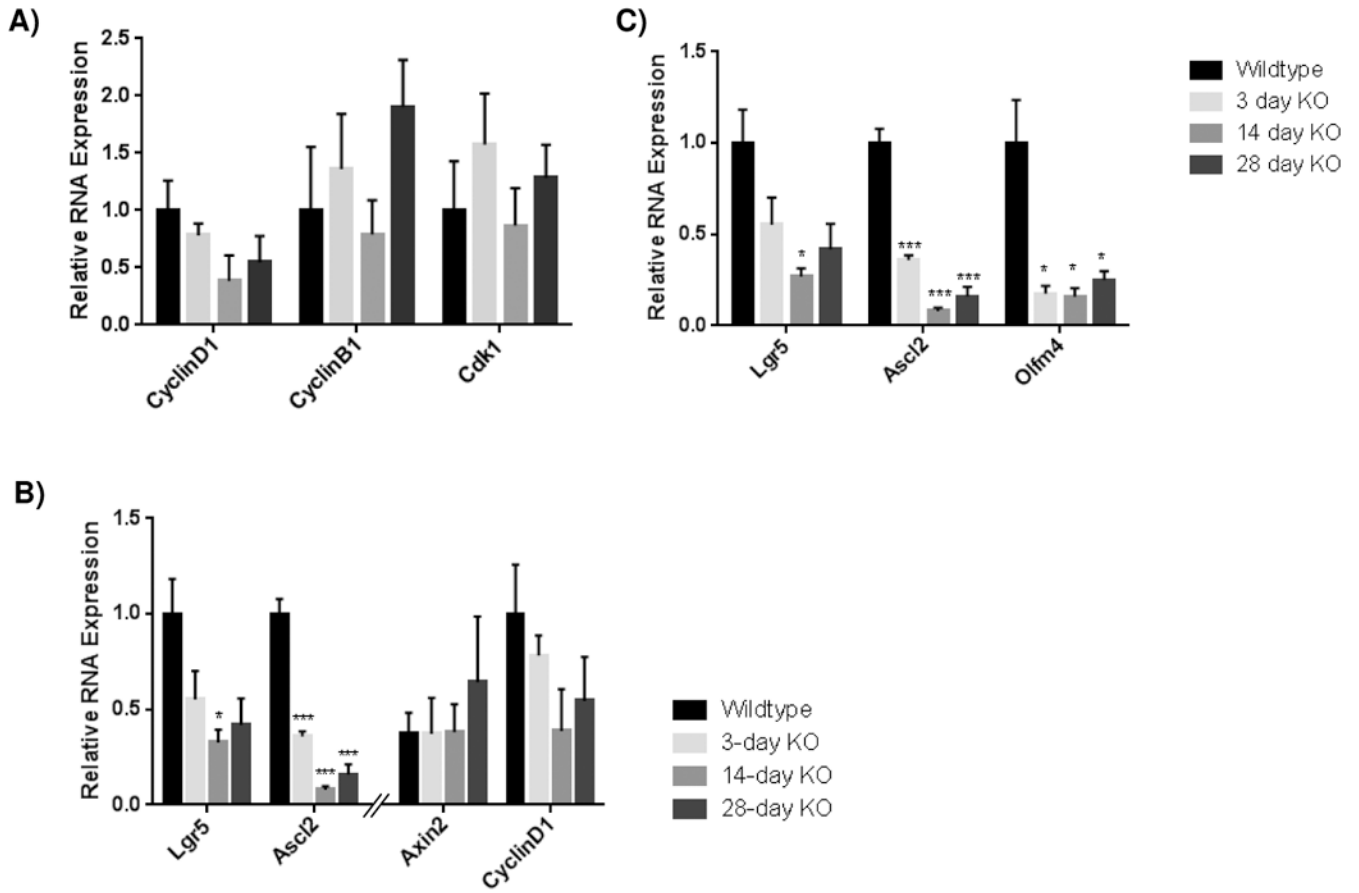 A)
Relative RNA Expression
2.5
2.0
1.5
1.0
0.5
0.0
CyclinD1
CyclinB1
Cdk1
C)
Relative RNA Expression
1.5
1.0
0.5
0.0
*
***
***
***
*
*
*
Lgr5
Ascl2
Olfm4
Wildtype
3 day KO
14 day KO
28 day KO
B)
Relative RNA Expression
1.5
1.0
0.5
0.0
*
***
***
***
//
Lgr5
Ascl2
Axin2
CyclinD1
Wildtype
3-day KO
14-day KO
28-day KO